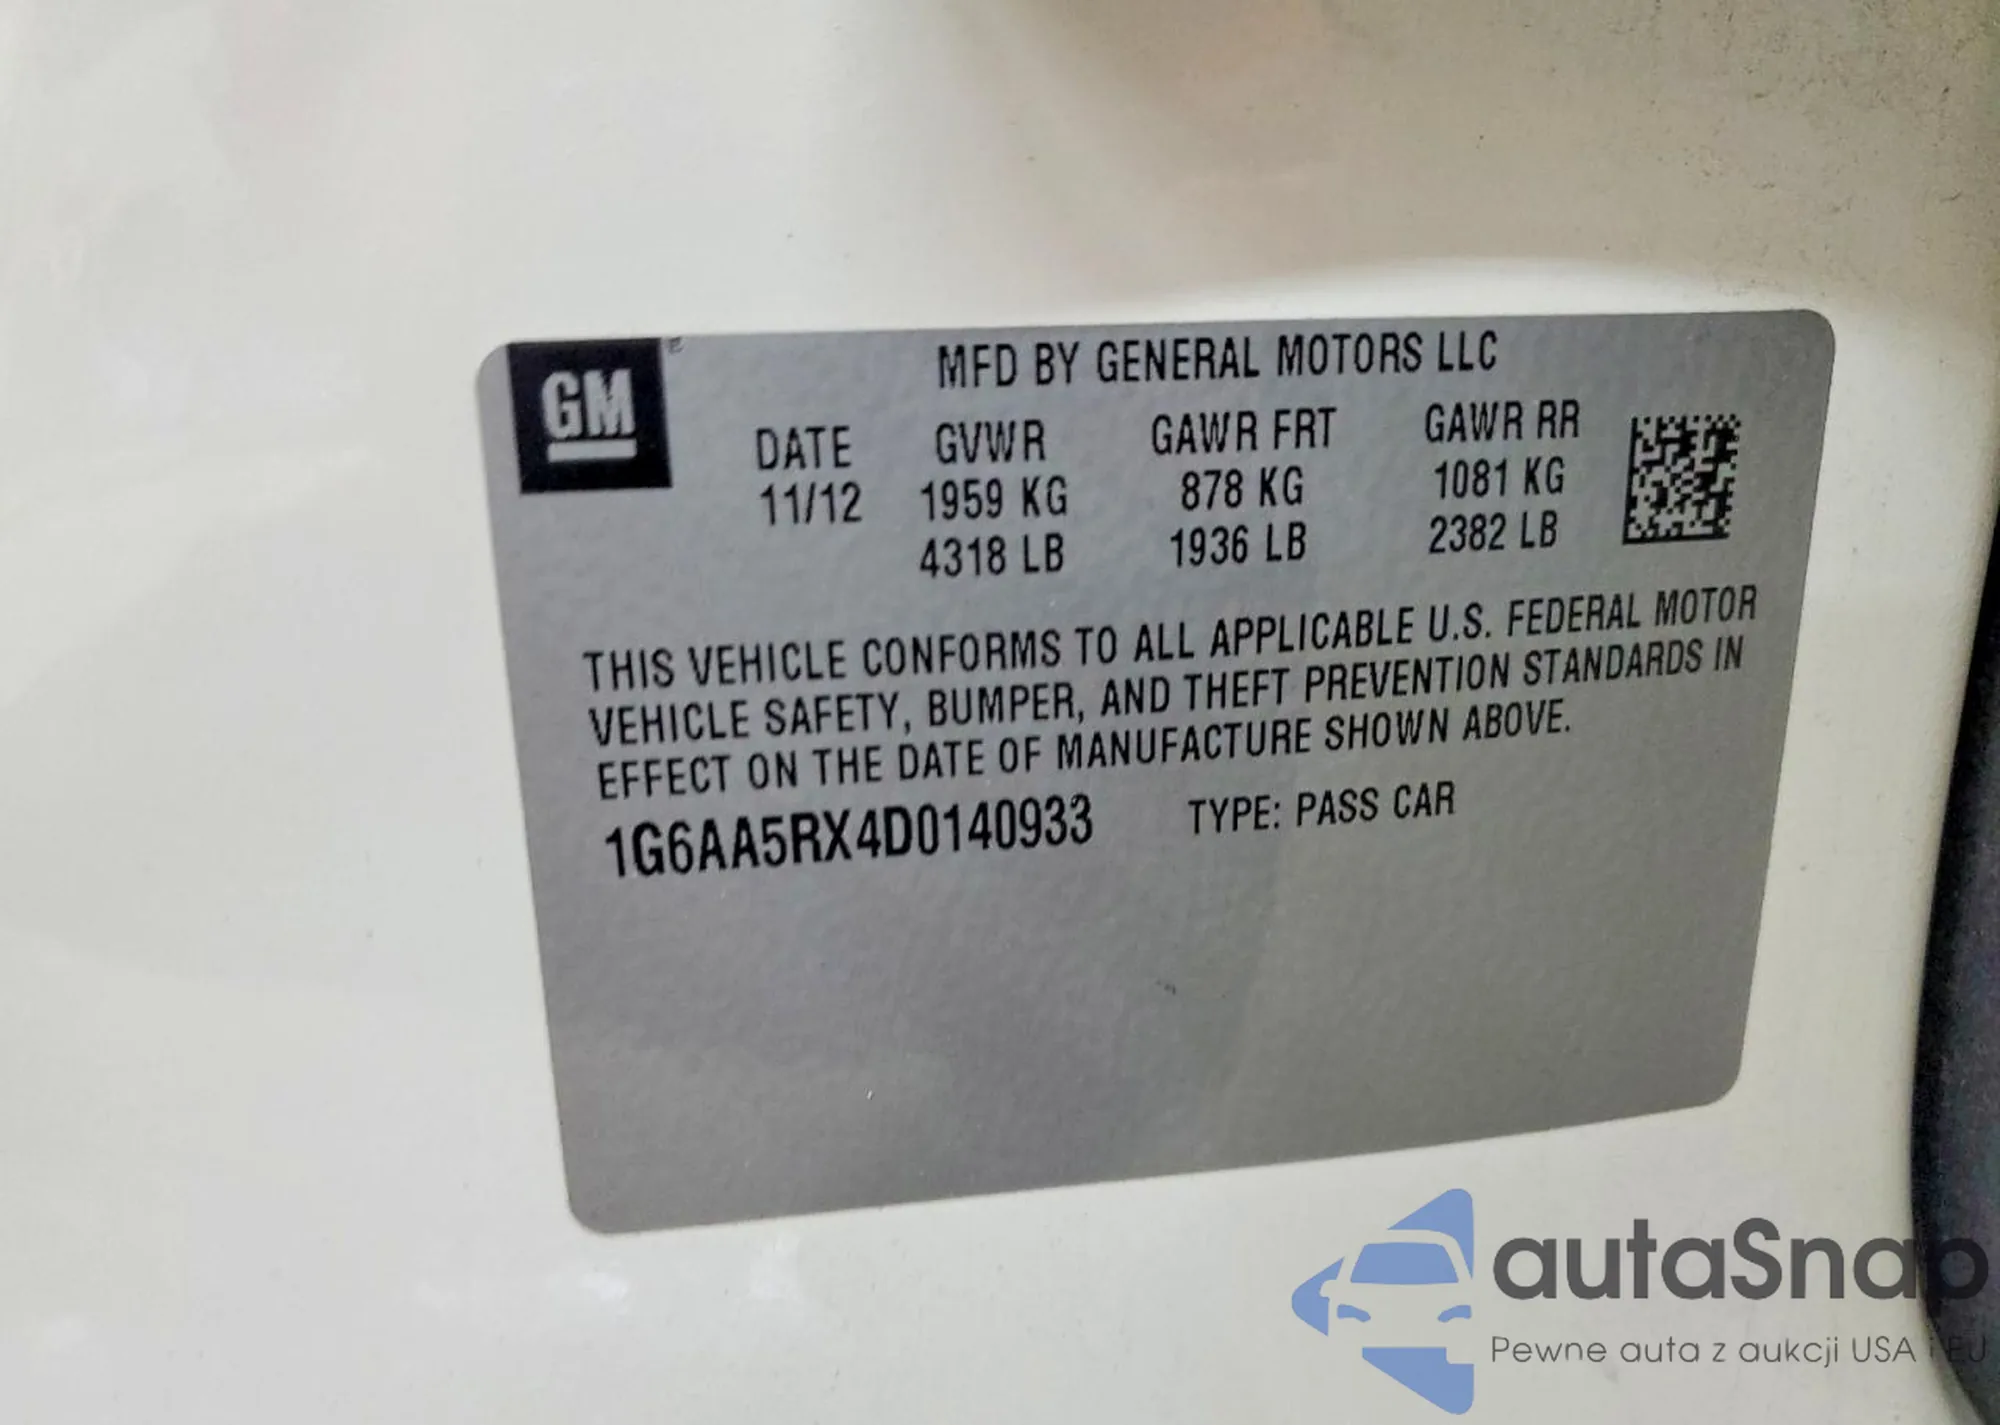 GM
MFD BY GENERAL MOTORS LLC
DATE GVWR GAWR FRT GAWR RR
11/12 1959 KG 878 KG 1081 KG
4318 LB 1936 LB 2382 LB
THIS VEHICLE CONFORMS TO ALL APPLICABLE U.S. FEDERAL MOTOR
VEHICLE SAFETY, BUMPER, AND THEFT PREVENTION STANDARDS IN
EFFECT ON THE DATE OF MANUFACTURE SHOWN ABOVE.
1G6AA5RX4D0140933 TYPE: PASS CAR
autaSnap
Pewne auta z aukcji USA i EU